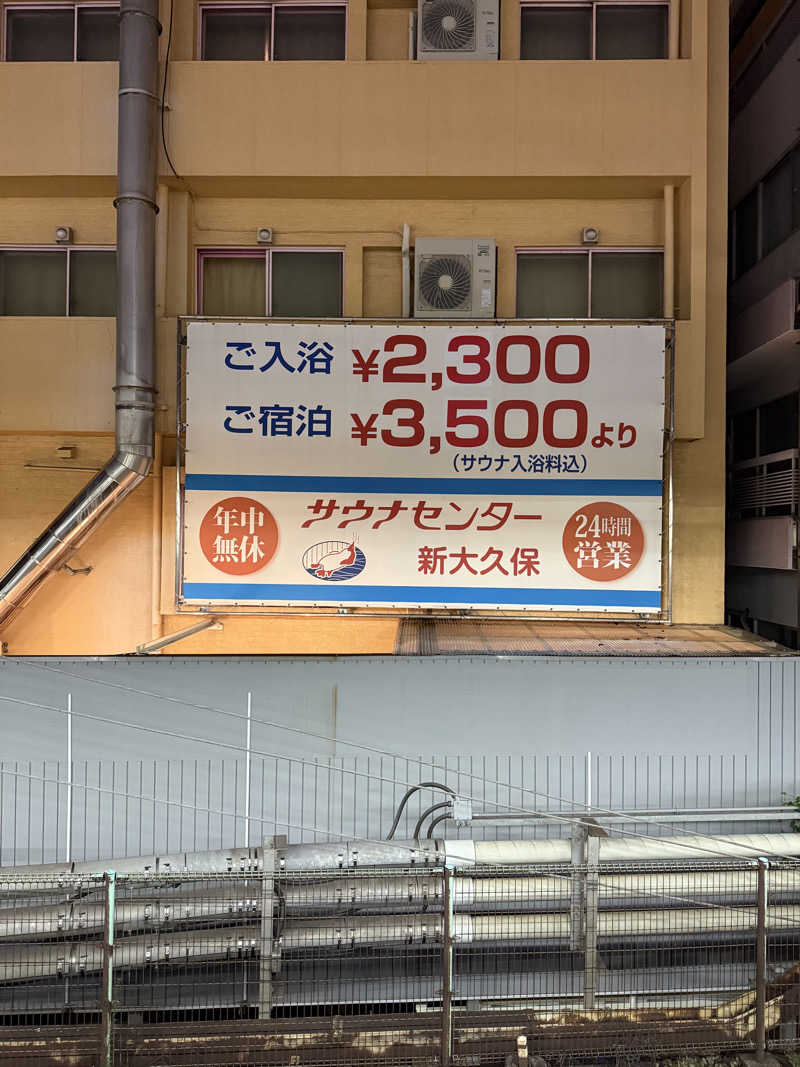 ご入浴 ¥2,300
ご宿泊 ¥3,500より
(サウナ入浴料込)
年中
無休
サウナセンター
新大久保
24時間
営業